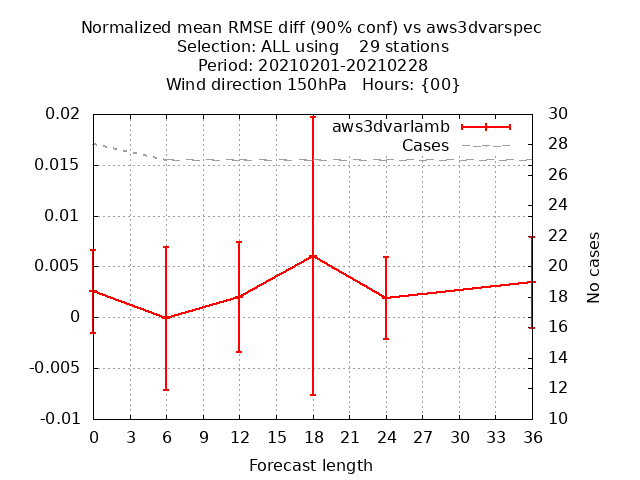 Normalized mean RMSE diff (90% conf) vs aws3dvarspec
Selection: ALL using    29 stations
Period: 20210201-20210228
Wind direction 150hPa   Hours: {00}
aws3dvarlamb
Cases
0.02
0.015
0.01
0.005
0
-0.005
-0.01
30
28
26
24
22
20
18
16
14
12
10
No cases
0 3 6 9 12 15 18 21 24 27 30 33 36
Forecast length